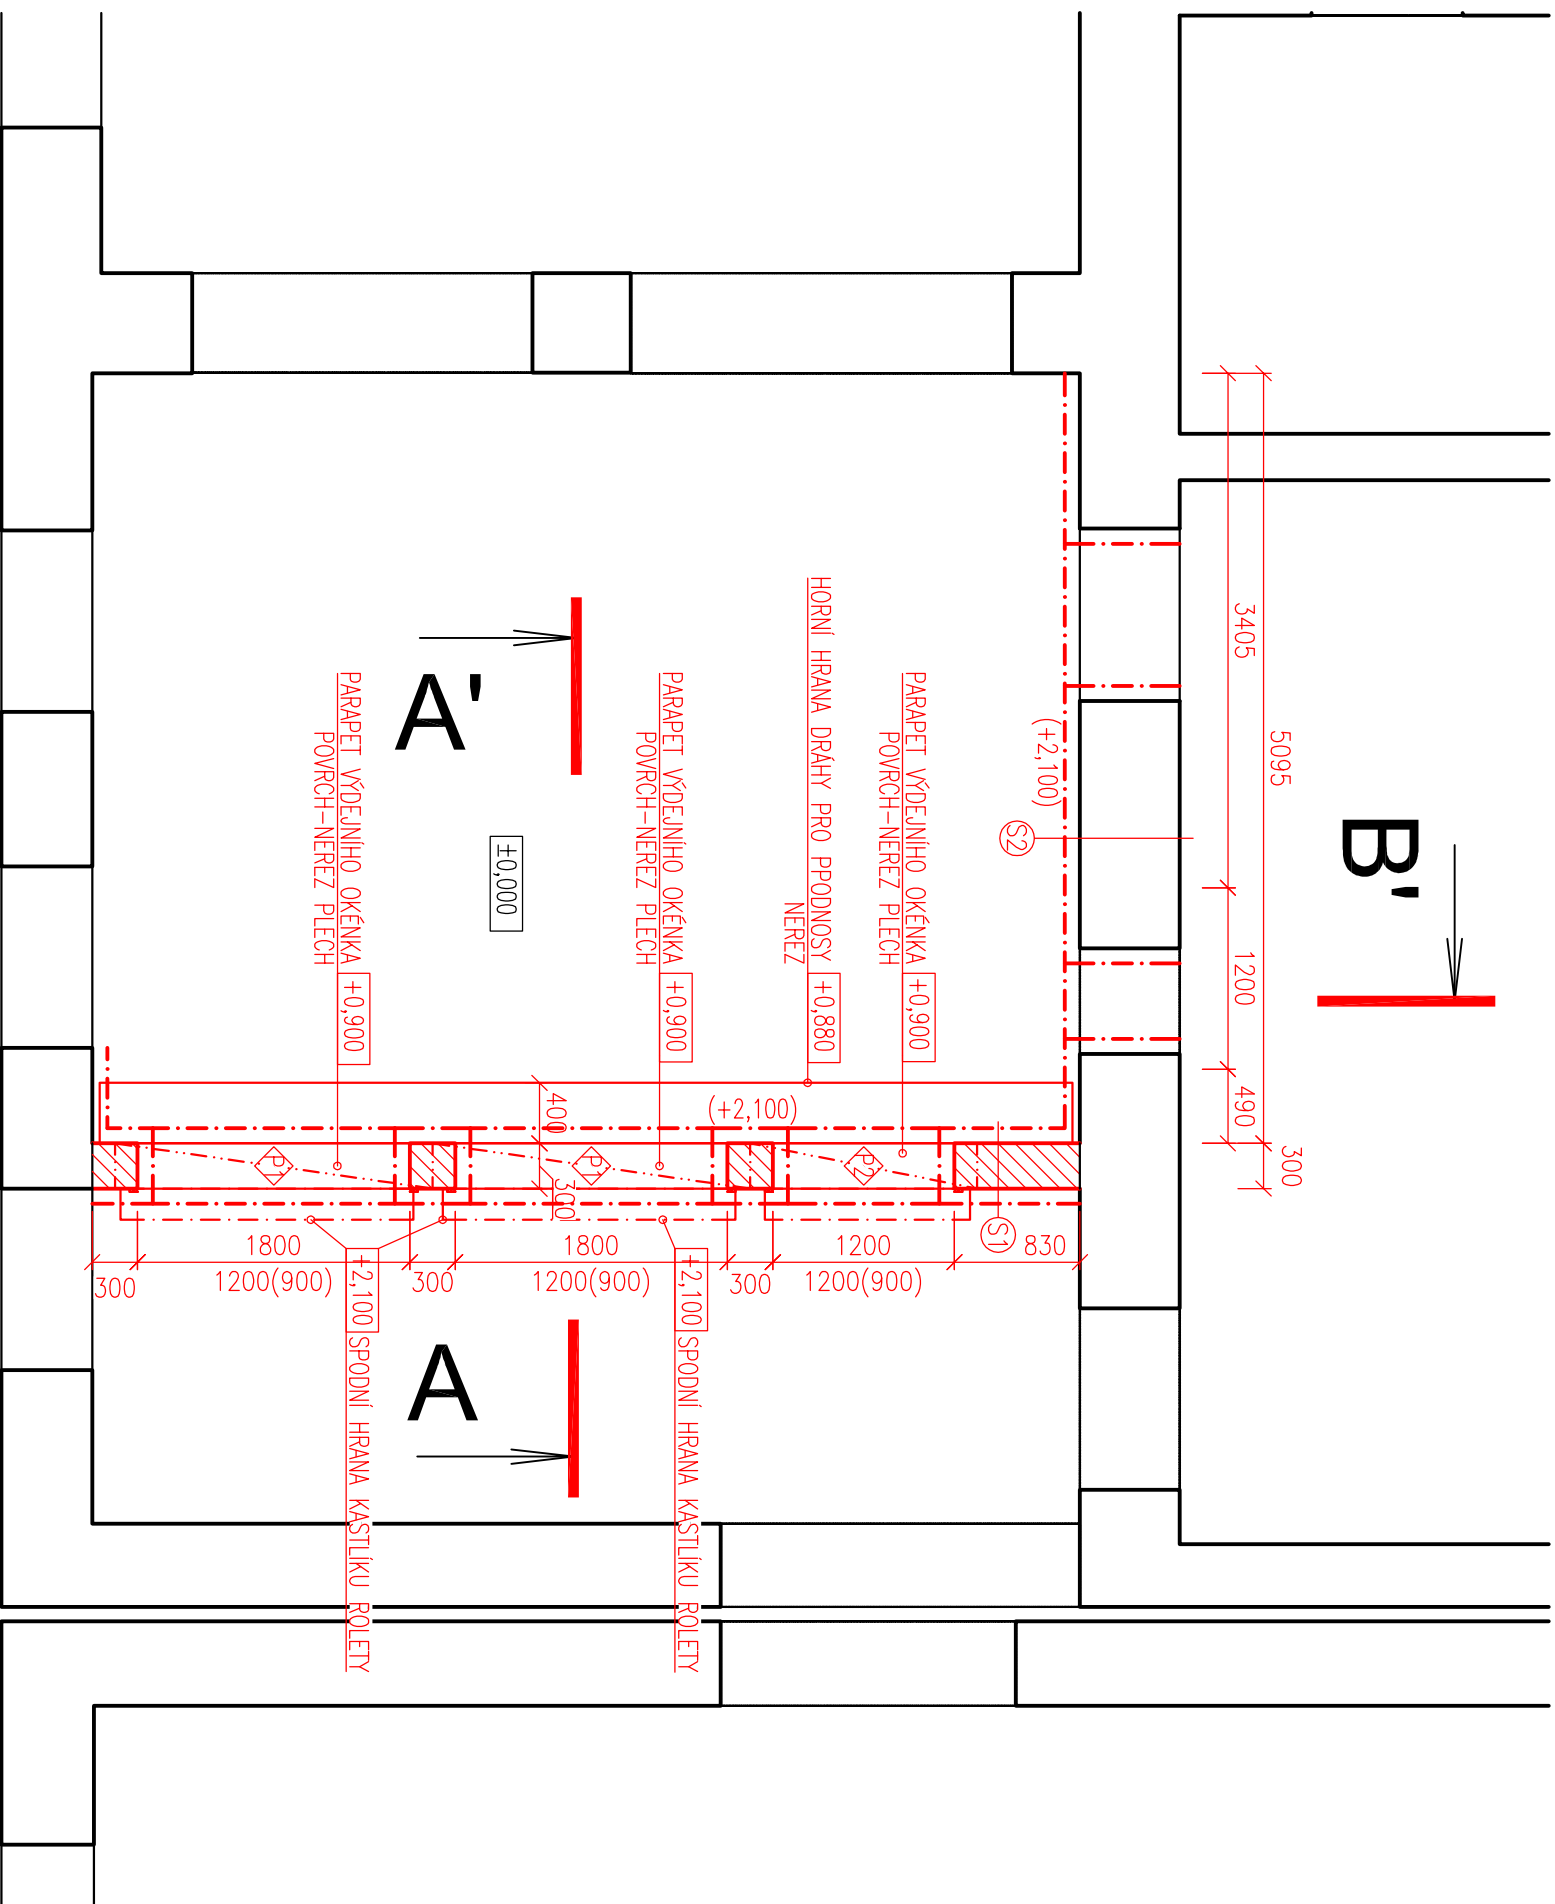 5095
3405
1200
490
300
B'
(+2,100)
S2
HORNÍ HRANA DRÁHY PRO PPODNOSY
NEREZ
+0,880
PARAPET VÝDEJNÍHO OKÉNKA
POVRCH-NEREZ PLECH
+0,900
PARAPET VÝDEJNÍHO OKÉNKA
POVRCH-NEREZ PLECH
+0,900
PARAPET VÝDEJNÍHO OKÉNKA
POVRCH-NEREZ PLECH
+0,900
A'
±0,000
400
300
(+2,100)
P1
P1
P2
S1
300
1800
1200(900)
300
1800
1200(900)
300
1200
1200(900)
830
+2,100 SPODNÍ HRANA KASTLÍKU ROLETY
+2,100 SPODNÍ HRANA KASTLÍKU ROLETY
A